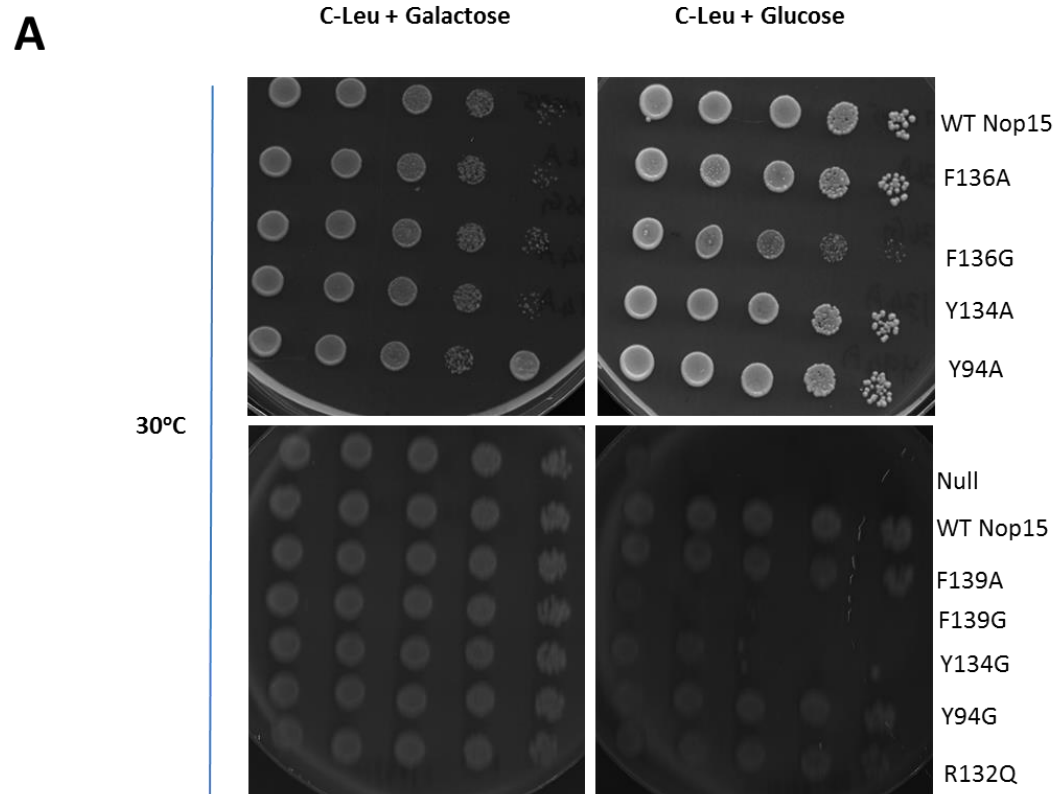 A
C-Leu + Galactose
C-Leu + Glucose
30°C
WT Nop15
F136A
F136G
Y134A
Y94A
Null
WT Nop15
F139A
F139G
Y134G
Y94G
R132Q